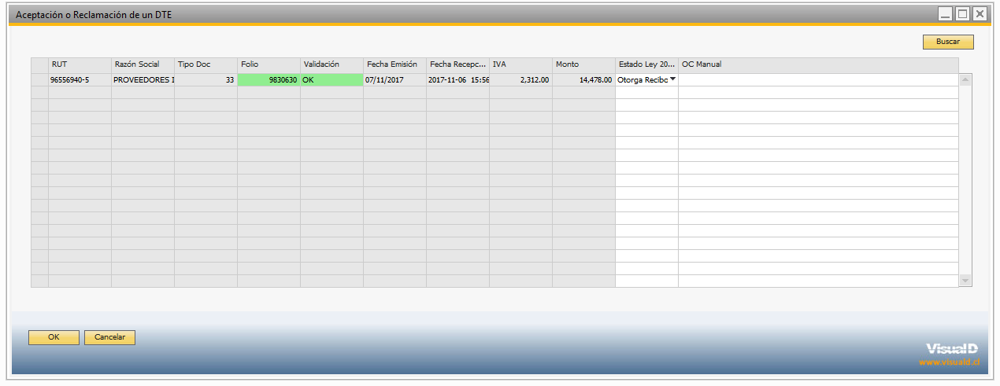 Aceptación o Reclamación de un DTE
Buscar
RUT Razón Social Tipo Doc Folio Validación Fecha Emisión Fecha Recepc... IVA Monto Estado Ley 20... OC Manual
96556940-5 PROVEEDORES I 33 9830630 OK 07/11/2017 2017-11-06 15:56 2,312.00 14,478.00 Otorga Recibo
OK Cancelar
VisualD
www.visuald.cl